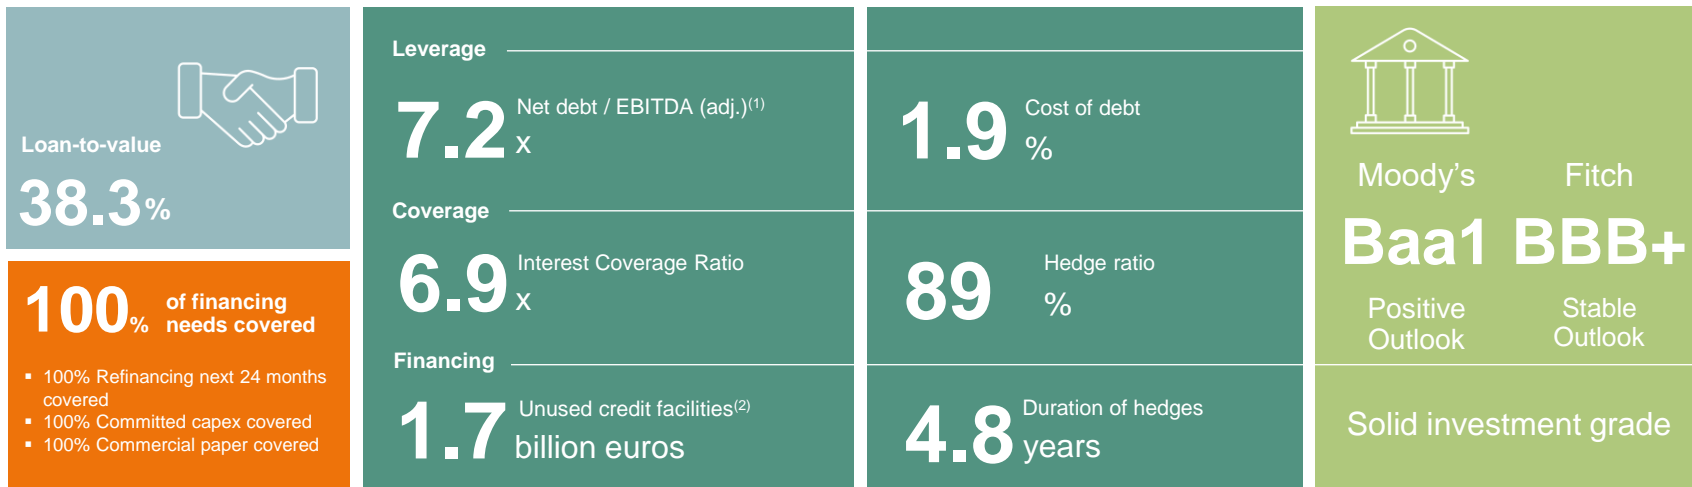 Loan-to-value
38.3%
100% of financing
needs covered
▪ 100% Refinancing next 24 months
covered
▪ 100% Committed capex covered
▪ 100% Commercial paper covered
Leverage
7.2 Net debt / EBITDA (adj.)(1)
x
1.9 Cost of debt
%
Coverage
6.9 Interest Coverage Ratio
x
89 Hedge ratio
%
Financing
1.7 Unused credit facilities(2)
billion euros
4.8 Duration of hedges
years
Moody's Fitch
Baa1 BBB+
Positive
Outlook
Stable
Outlook
Solid investment grade